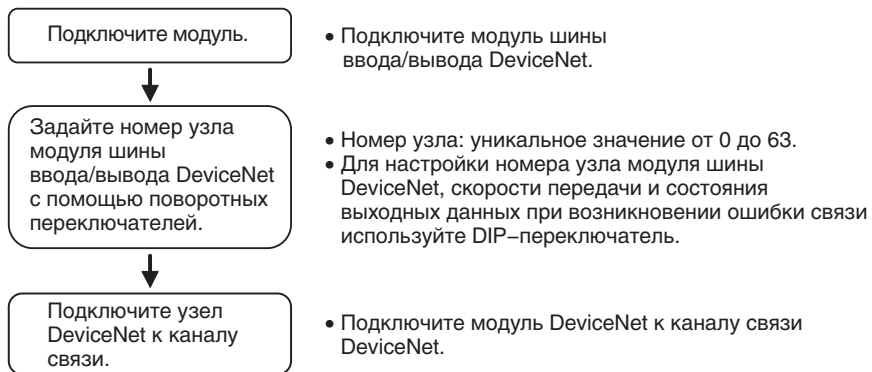 Подключите модуль.
• Подключите модуль шины
ввода/вывода DeviceNet.
Задайте номер узла
модуля шины
ввода/вывода DeviceNet
с помощью поворотных
переключателей.
• Номер узла: уникальное значение от 0 до 63.
• Для настройки номера узла модуля шины
DeviceNet, скорости передачи и состояния
выходных данных при возникновении ошибки связи
используйте DIP–переключатель.
Подключите узел
DeviceNet к каналу
связи.
• Подключите модуль DeviceNet к каналу связи
DeviceNet.